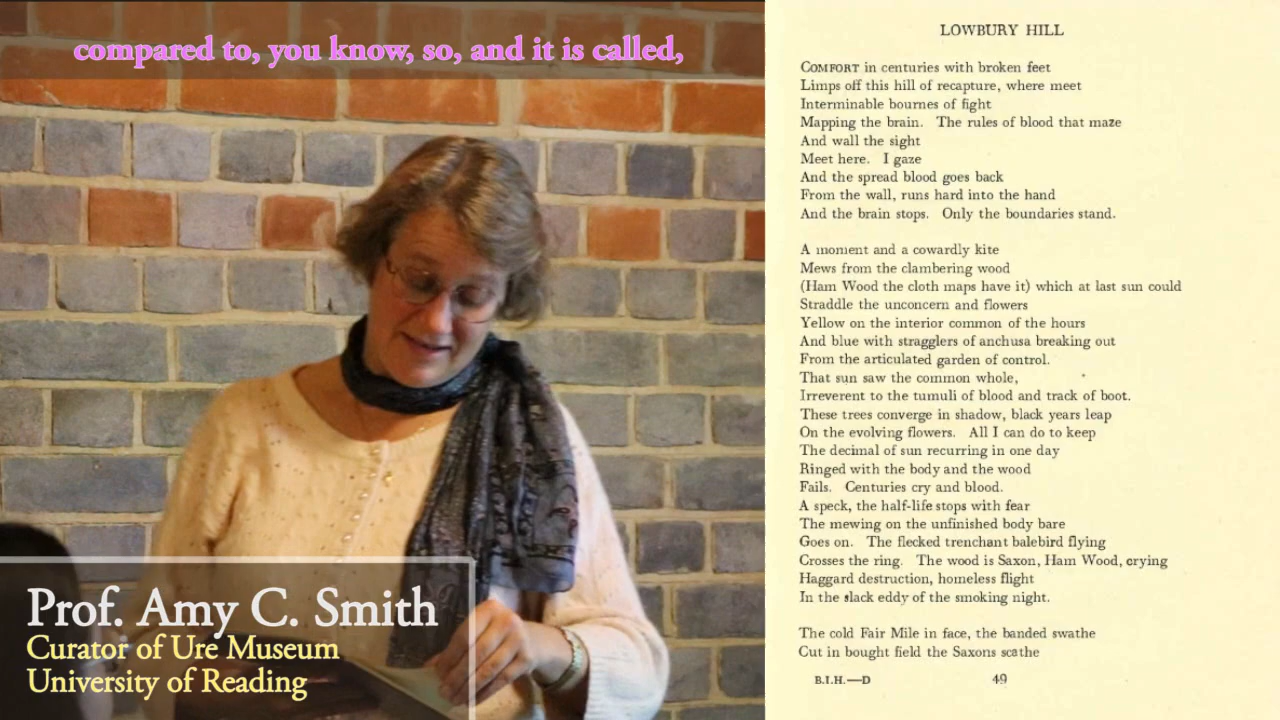 compared to, you know, so, and it is called,
Prof. Amy C. Smith
Curator of Ure Museum
University of Reading
LOWBURY HILL
COMFORT in centuries with broken feet
Limps off this hill of recapture, where meet
Interminable bournes of fight
Mapping the brain. The rules of blood that maze
And wall the sight
Meet here. I gaze
And the spread blood goes back
From the wall, runs hard into the hand
And the brain stops. Only the boundaries stand.
A moment and a cowardly kite
Mews from the clambering wood
(Ham Wood the cloth maps have it) which at last sun could
Straddle the unconcern and flowers
Yellow on the interior common of the hours
And blue with stragglers of anchusa breaking out
From the articulated garden of control.
That sun saw the common whole,
Irreverent to the tumuli of blood and track of boot.
These trees converge in shadow, black years leap
On the evolving flowers. All I can do to keep
The decimal of sun recurring in one day
Ringed with the body and the wood
Fails. Centuries cry and blood.
A speck, the half-life stops with fear
The mewing on the unfinished body bare
Goes on. The flecked trenchant balebird flying
Crosses the ring. The wood is Saxon, Ham Wood, crying
Haggard destruction, homeless flight
In the slack eddy of the smoking night.
The cold Fair Mile in face, the banded swathe
Cut in bought field the Saxons scathe
B.I.H.—D 49